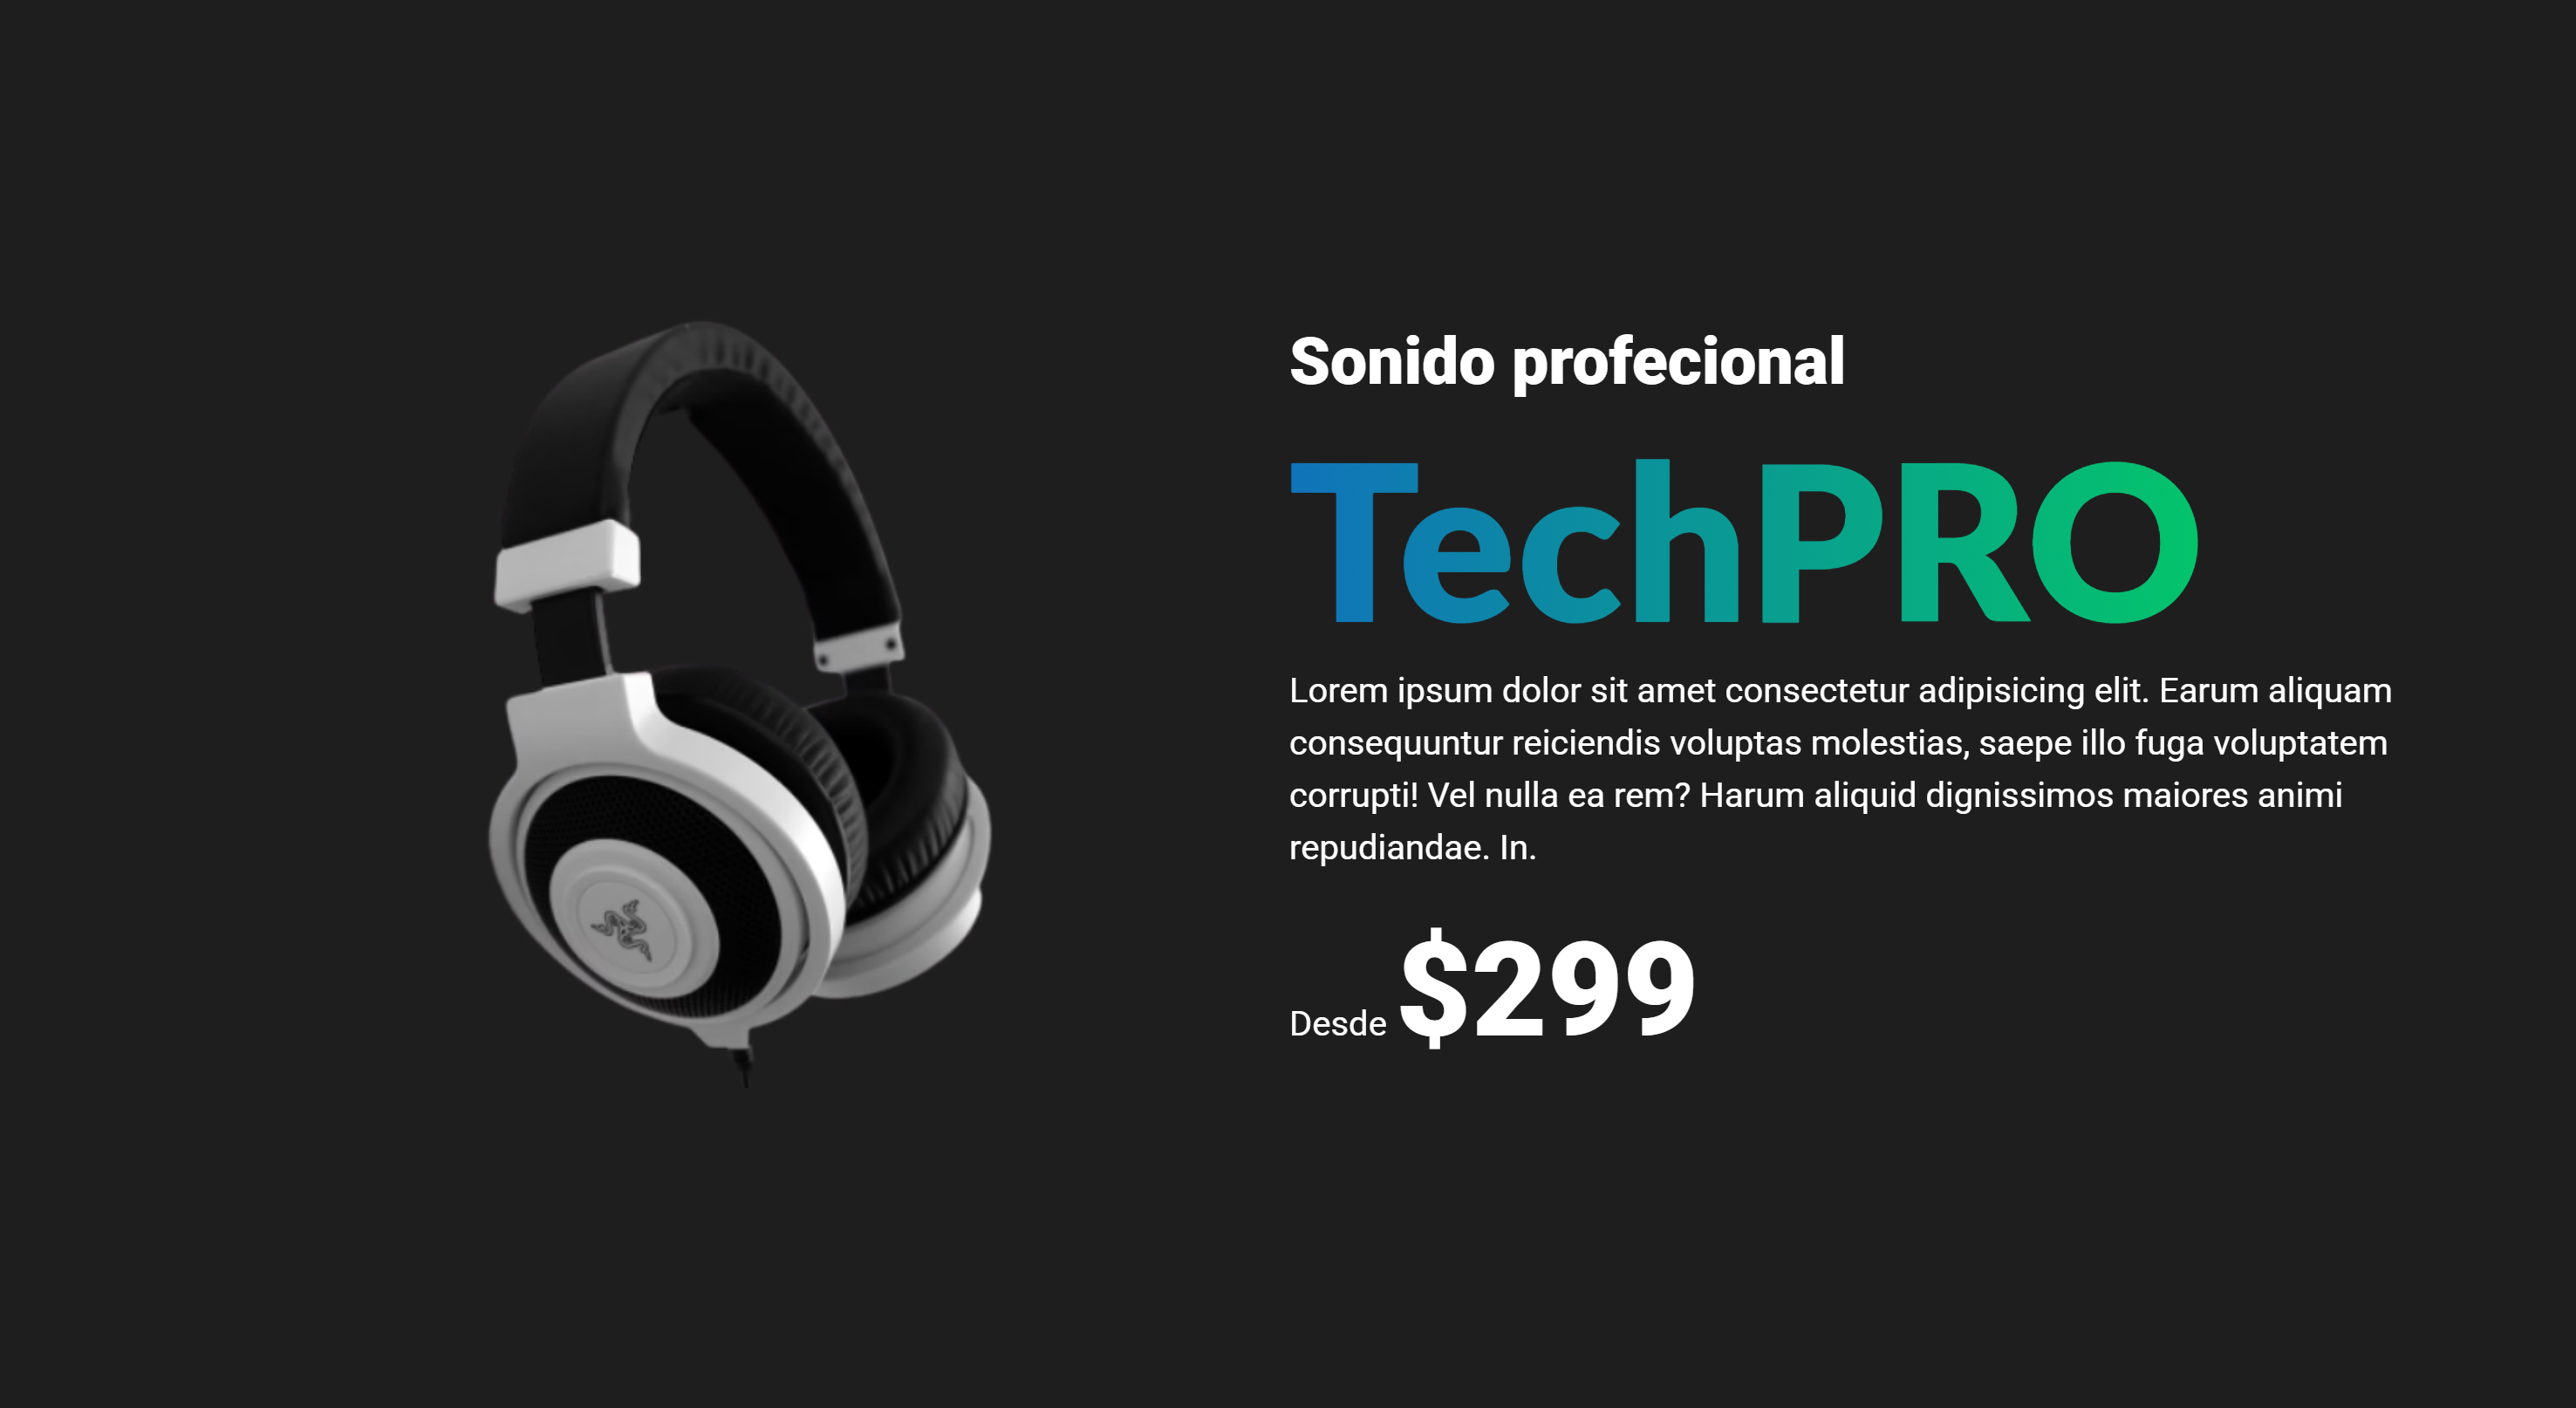 Sonido profecional
TechPRO
Lorem ipsum dolor sit amet consectetur adipisicing elit. Earum aliquam
consequuntur reiciendis voluptas molestias, saepe illo fuga voluptatem
corrupti! Vel nulla ea rem? Harum aliquid dignissimos maiores animi
repudiandae. In.
Desde $299